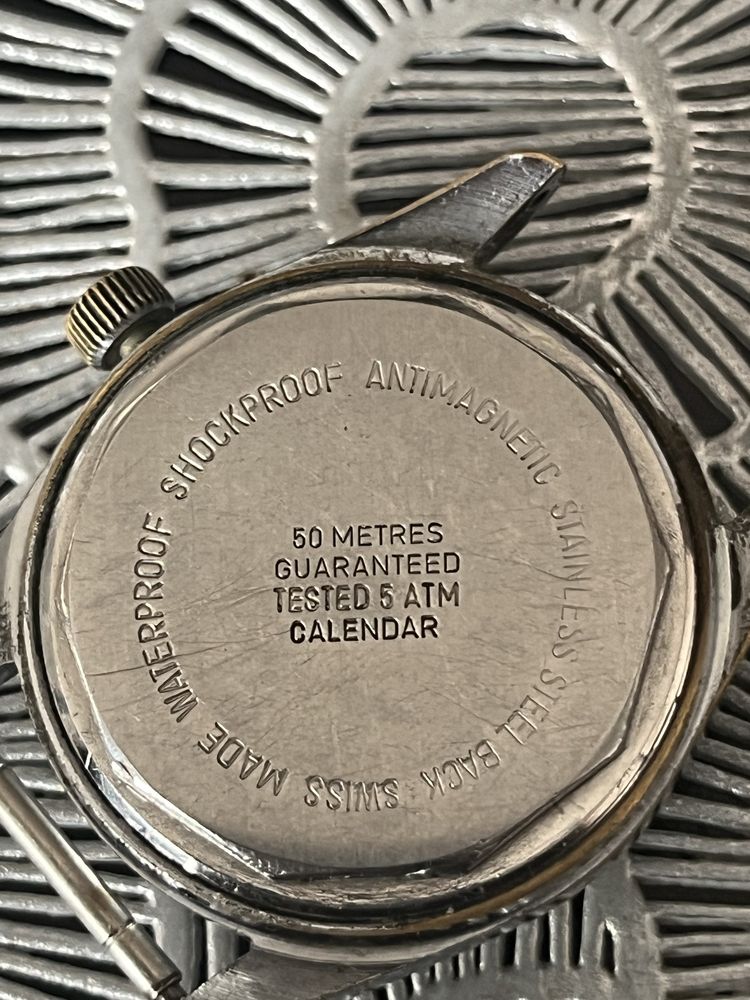 WATERPROOF SHOCKPROOF ANTIMAGNETIC STAINLESS STEEL BACK SWISS MADE
50 METRES
GUARANTEED
TESTED 5 ATM
CALENDAR